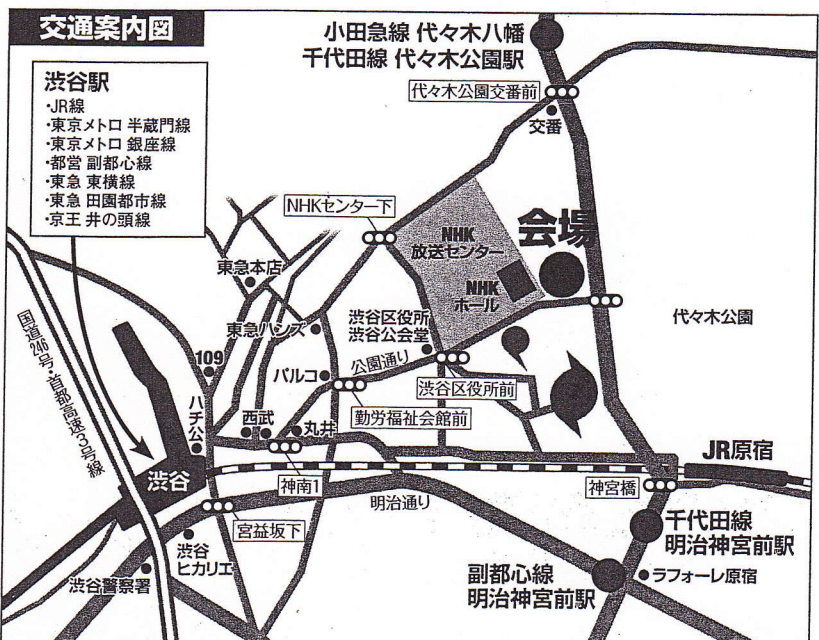 交通案内図
渋谷駅
・JR線
・東京メトロ 半蔵門線
・東京メトロ 銀座線
・都営 副都心線
・東急 東横線
・東急 田園都市線
・京王 井の頭線
小田急線 代々木八幡
千代田線 代々木公園駅
代々木公園交番前
交番
NHKセンター下
NHK
放送センター
会場
NHK
ホール
東急本店
代々木公園
国道246号・首都高速3号線
東急ハンズ
渋谷区役所
渋谷公会堂
109
公園通り
パルコ
渋谷区役所前
ハチ公
西武
丸井
勤労福祉会館前
JR原宿
渋谷
神南1
明治通り
神宮橋
宮益坂下
千代田線
明治神宮前駅
渋谷
ヒカリエ
渋谷警察署
副都心線
明治神宮前駅
ラフォーレ原宿